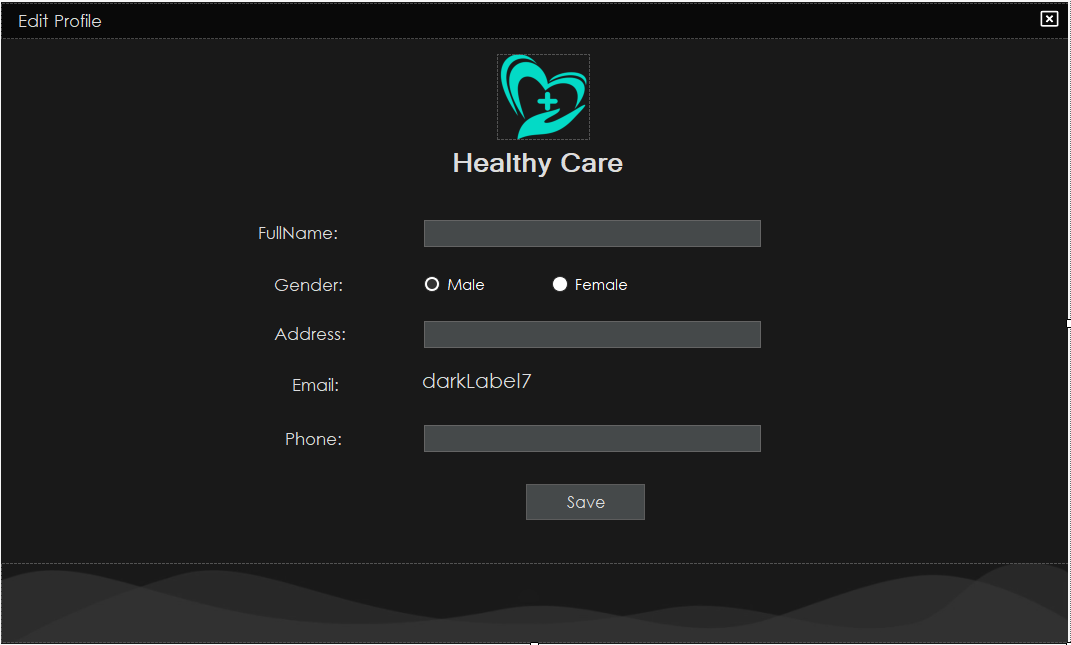 Edit Profile
Healthy Care
FullName:
Gender: Male Female
Address:
Email: darkLabel7
Phone:
Save